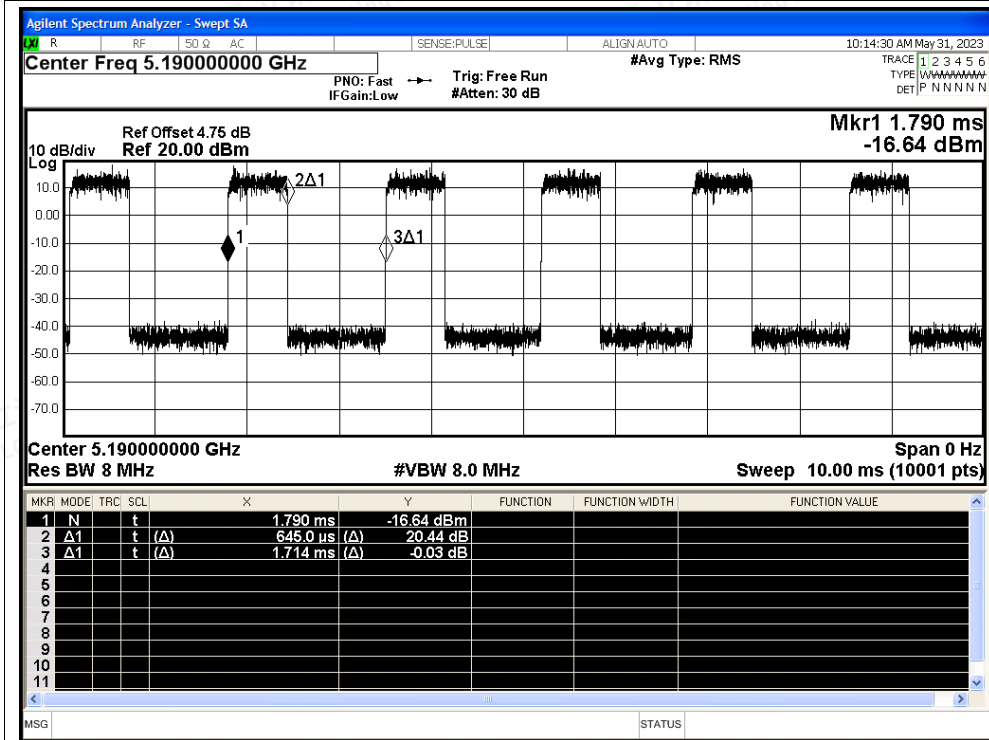 Agilent Spectrum Analyzer - Swept SA
LXI R RF 50 Ω AC SENSE:PULSE ALIGN AUTO 10:14:30 AM May 31, 2023
Center Freq 5.190000000 GHz #Avg Type: RMS TRACE 1 2 3 4 5 6
PNO: Fast Trig: Free Run TYPE
IFGain:Low #Atten: 30 dB DET P N N N N N
Mkr1 1.790 ms
Ref Offset 4.75 dB
10 dB/div Ref 20.00 dBm -16.64 dBm
Log
10.0
0.00
-10.0
-20.0
-30.0
-40.0
-50.0
-60.0
-70.0
2Δ1
1
3Δ1
Center 5.190000000 GHz Span 0 Hz
Res BW 8 MHz #VBW 8.0 MHz Sweep 10.00 ms (10001 pts)
MKR MODE TRC SCL X Y FUNCTION FUNCTION WIDTH FUNCTION VALUE
1 N t 1.790 ms -16.64 dBm
2 Δ1 t (Δ) 645.0 µs (Δ) 20.44 dB
3 Δ1 t (Δ) 1.714 ms (Δ) -0.03 dB
4
5
6
7
8
9
10
11
MSG STATUS